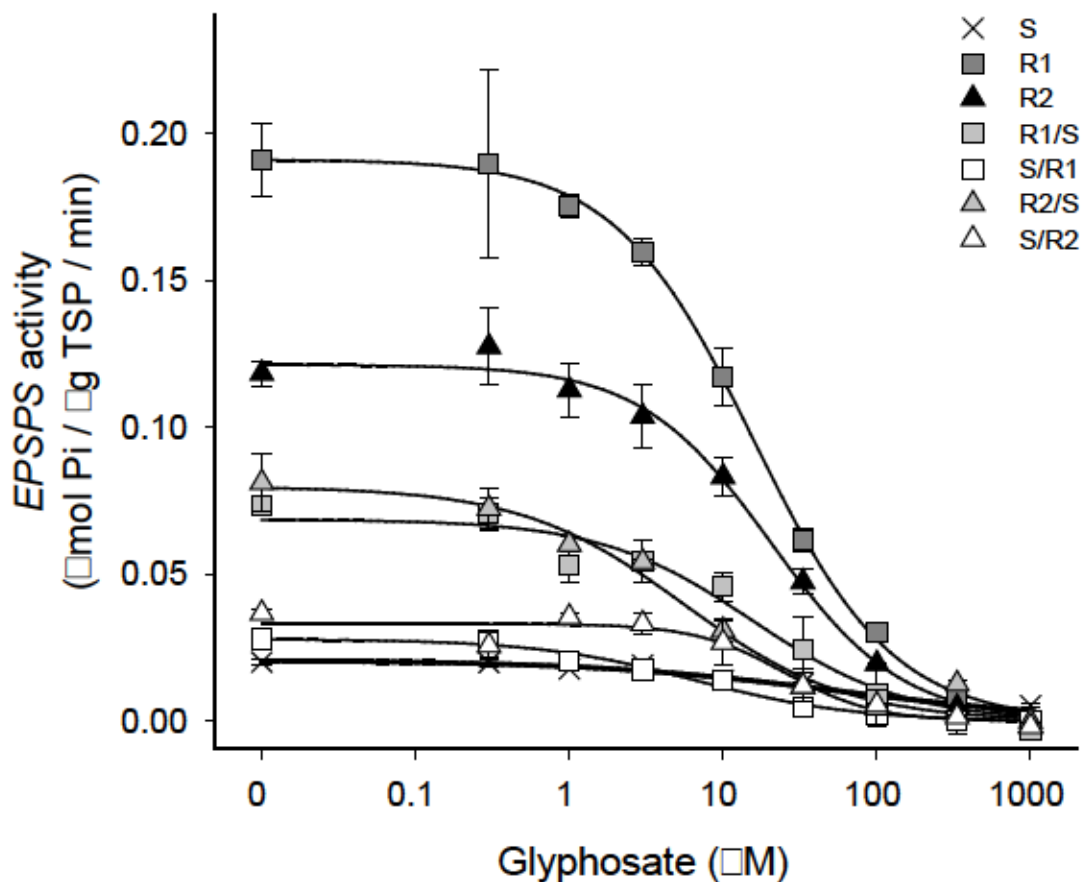 S
R1
R2
R1/S
S/R1
R2/S
S/R2
0.20
0.15
0.10
0.05
0.00
EPSPS activity
(□mol Pi / □g TSP / min)
0 0.1 1 10 100 1000
Glyphosate (□M)